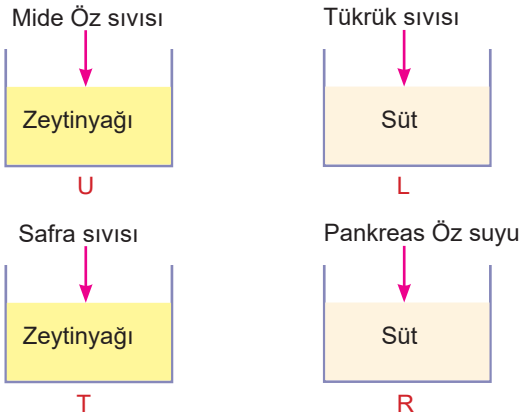 Mide Öz sıvısı
Zeytinyağı
U
Tükrük sıvısı
Süt
L
Safra sıvısı
Zeytinyağı
T
Pankreas Öz suyu
Süt
R